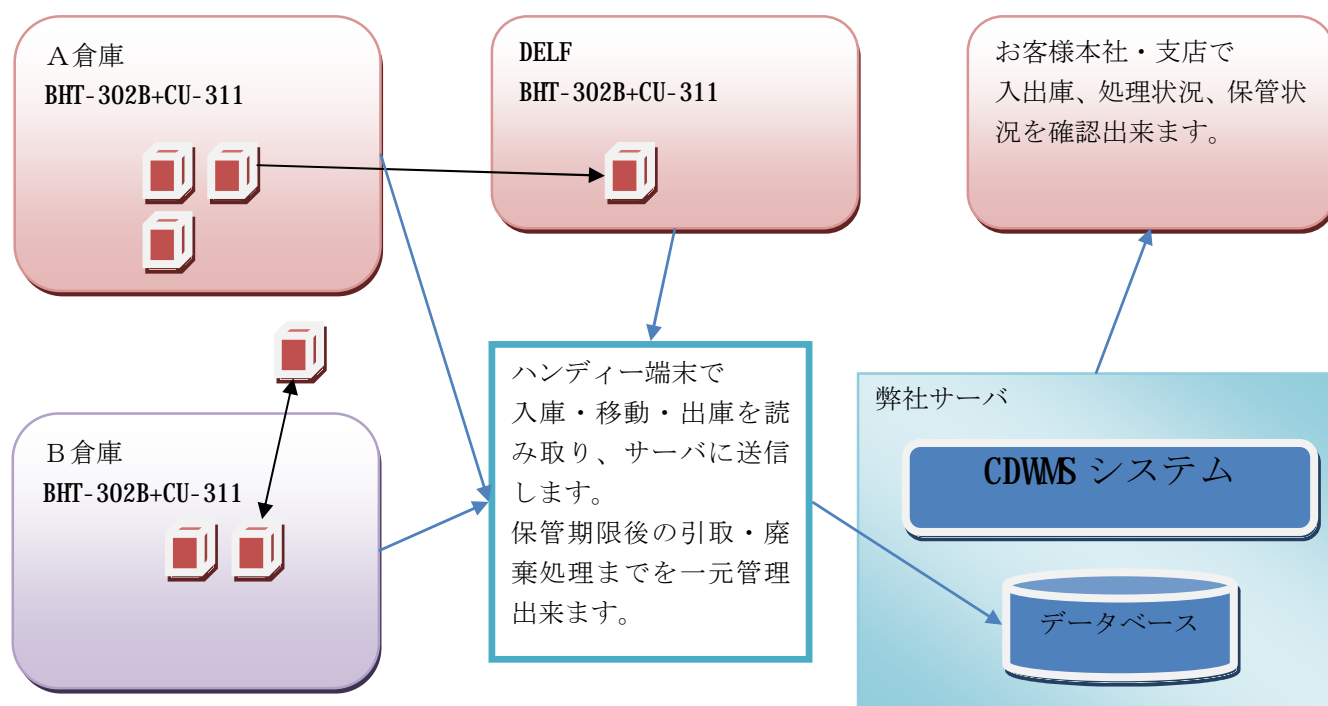 Ａ倉庫
BHT-302B+CU-311
DELF
BHT-302B+CU-311
お客様本社・支店で
入出庫、処理状況、保管状
況を確認出来ます。
Ｂ倉庫
BHT-302B+CU-311
ハンディー端末で
入庫・移動・出庫を読
み取り、サーバに送信
します。
保管期限後の引取・廃
棄処理までを一元管理
出来ます。
弊社サーバ
CDWMS システム
データベース